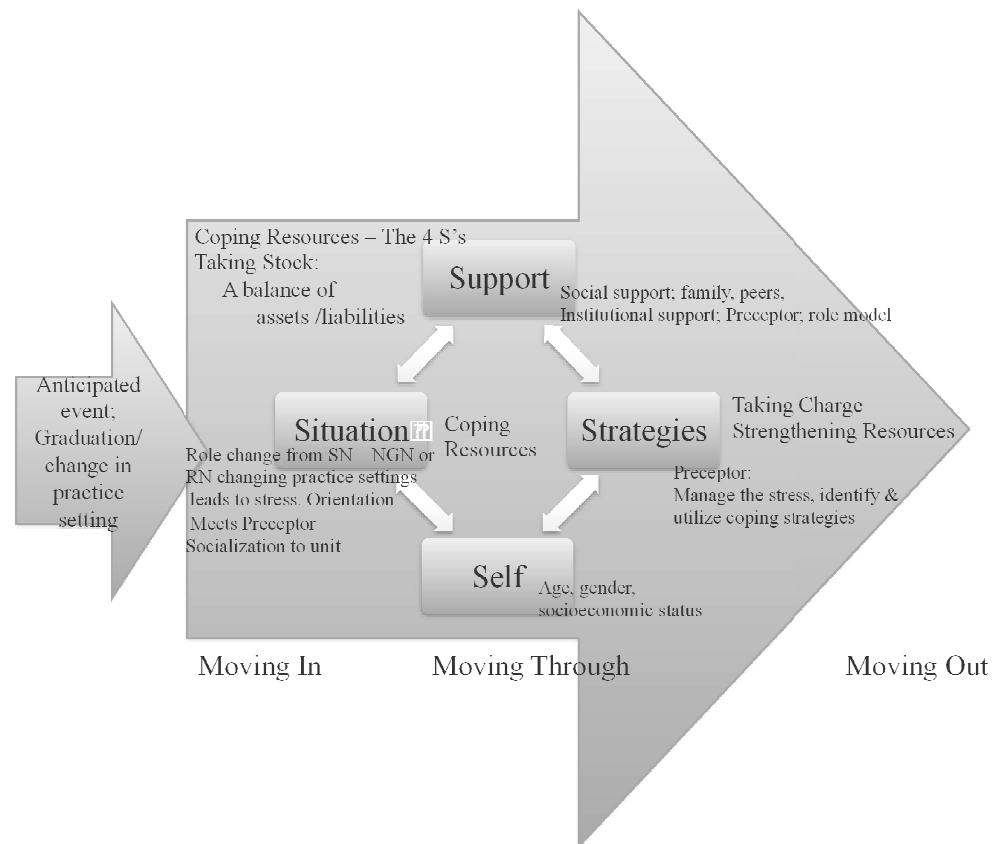 Coping Resources – The 4 S's
Taking Stock:
A balance of
assets /liabilities
Support
Social support; family, peers,
Institutional support; Preceptor; role model
Anticipated
event;
Graduation/
change in
practice
setting
Situation
Role change from SN NGN or
RN changing practice settings
leads to stress. Orientation
Meets Preceptor
Socialization to unit
Coping
Resources
Strategies
Taking Charge
Strengthening Resources
Preceptor:
Manage the stress, identify &
utilize coping strategies
Self
Age, gender,
socioeconomic status
Moving In
Moving Through
Moving Out